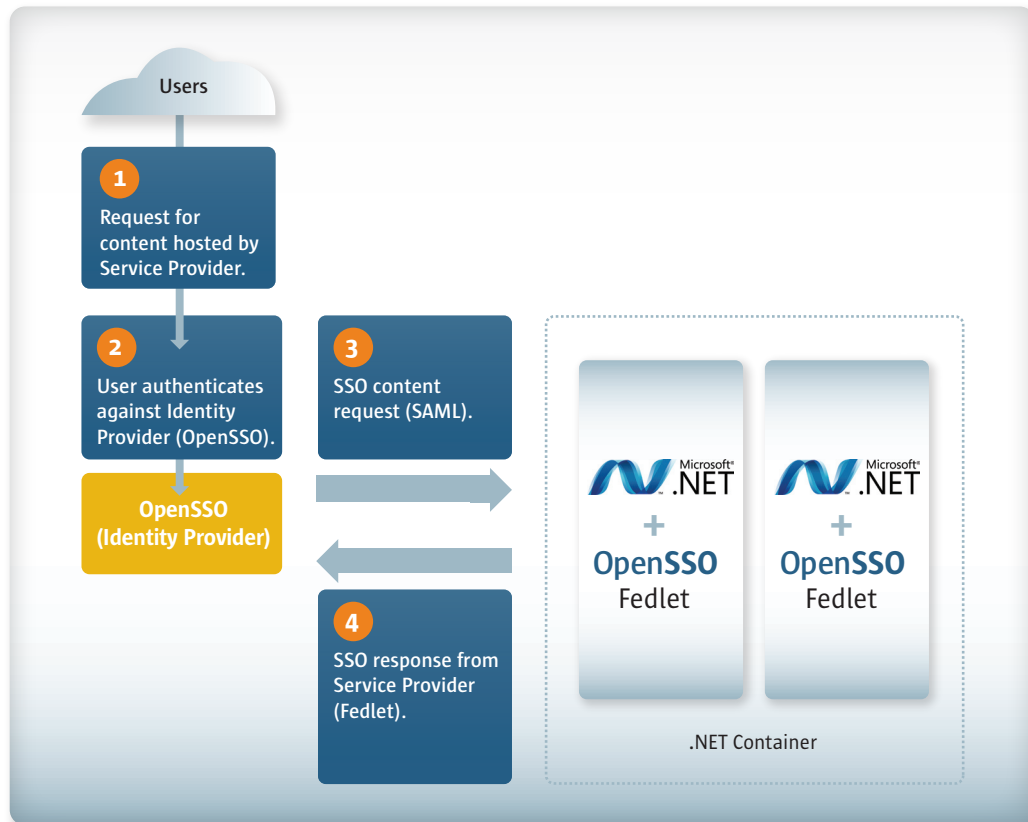 Users
1
Request for
content hosted by
Service Provider.
2
User authenticates
against Identity
Provider (OpenSSO).
OpenSSO
(Identity Provider)
3
SSO content
request (SAML).
4
SSO response from
Service Provider
(Fedlet).
Microsoft®
.NET
™
+
OpenSSO
Fedlet
Microsoft®
.NET
™
+
OpenSSO
Fedlet
.NET Container